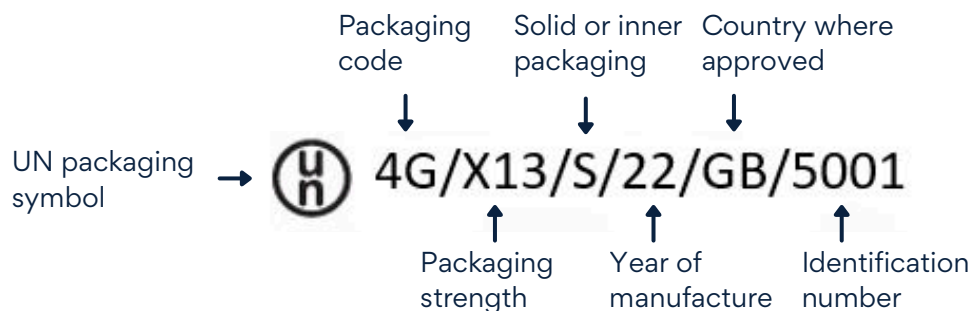 Packaging
code
Solid or inner
packaging
Country where
approved
UN packaging
symbol
un
4G/X13/S/22/GB/5001
Packaging
strength
Year of
manufacture
Identification
number